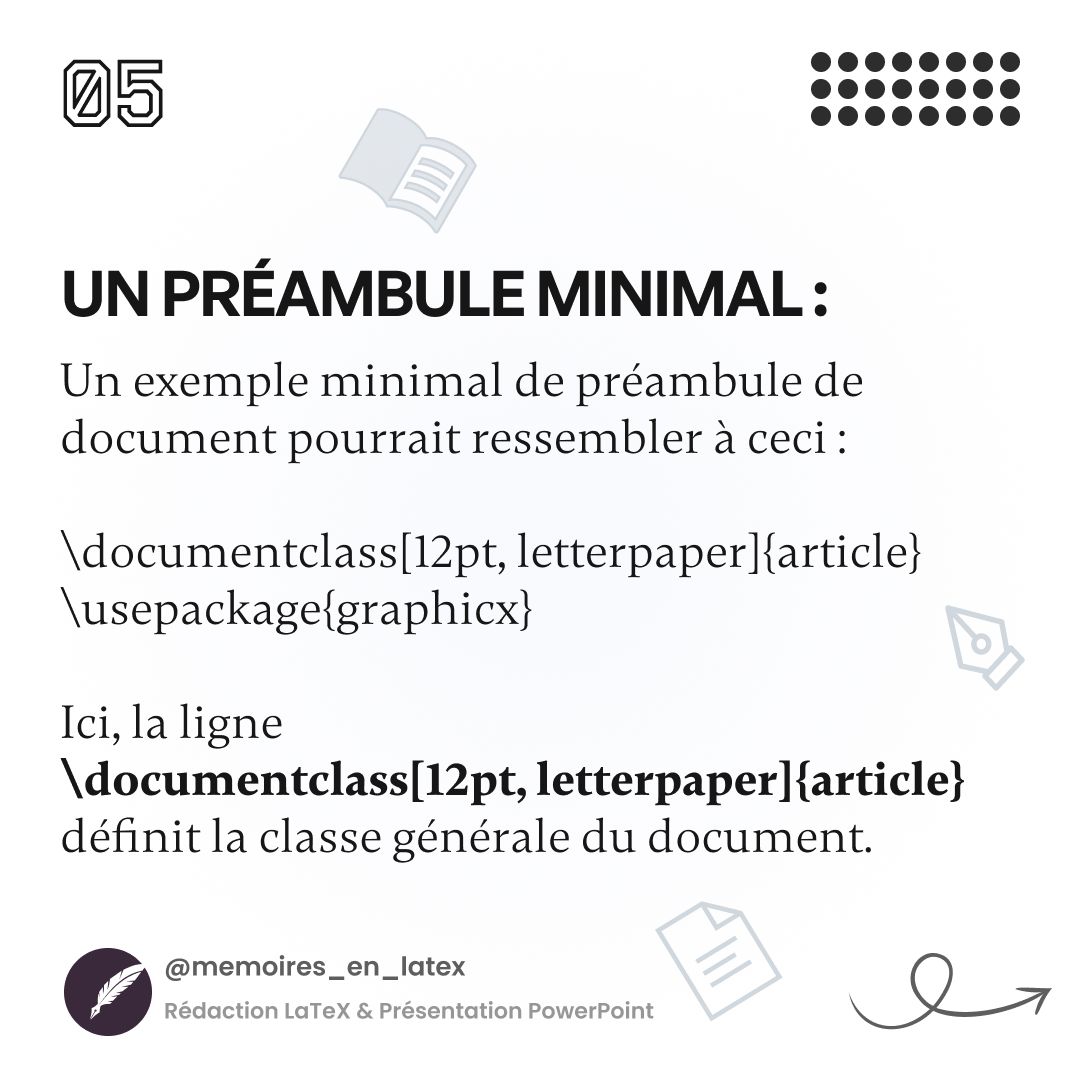 05
UN PRÉAMBULE MINIMAL :
Un exemple minimal de préambule de
document pourrait ressembler à ceci :
\documentclass[12pt, letterpaper]{article}
\usepackage{graphicx}
Ici, la ligne
\documentclass[12pt, letterpaper]{article}
définit la classe générale du document.
@memoires_en_latex
Rédaction LaTeX & Présentation PowerPoint